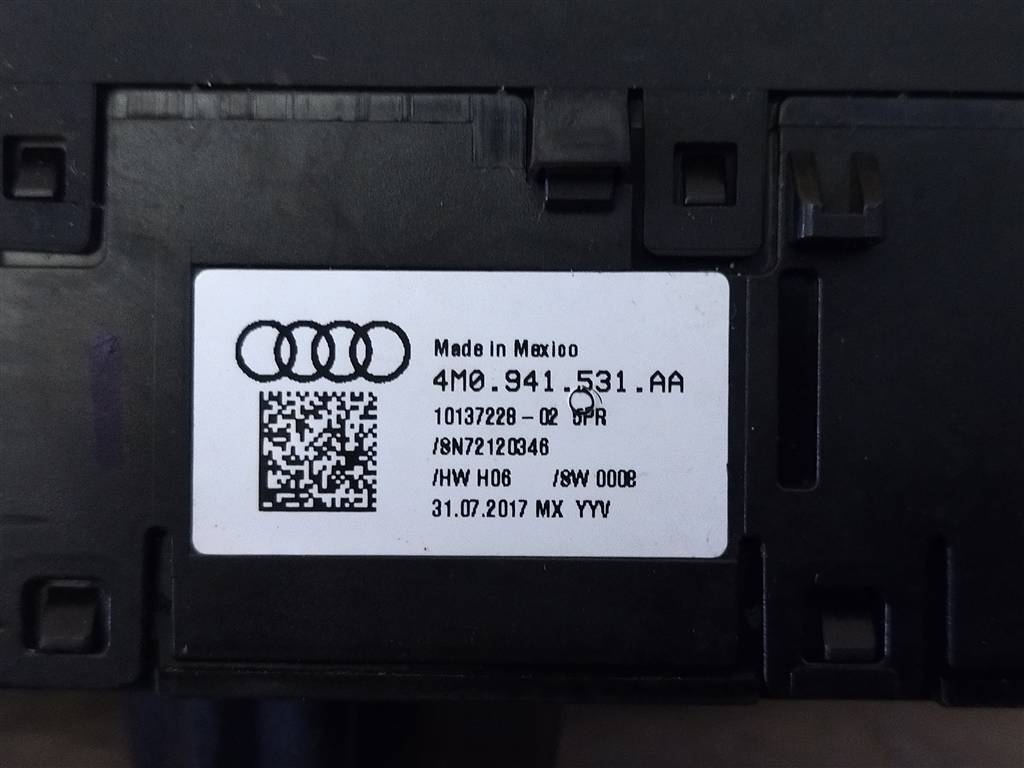 Made in Mexico
4M0.941.531.AA
10137228-02 5PR
/SN72120346
/HW H06 /SW 0008
31.07.2017 MX YYV